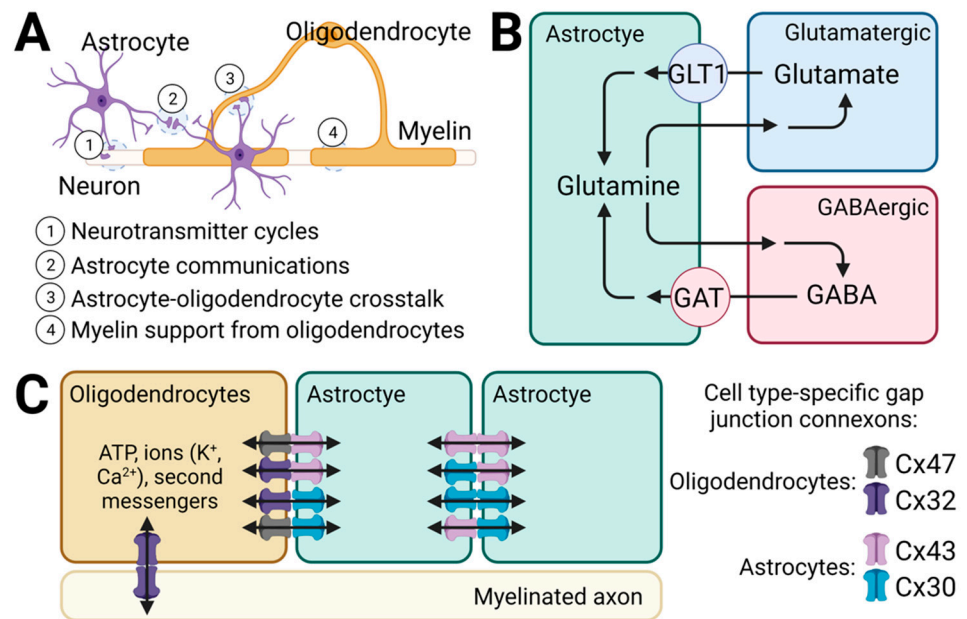 A
Astrocyte
Oligodendrocyte
3
2
4
1
Myelin
Neuron
1 Neurotransmitter cycles
2 Astrocyte communications
3 Astrocyte-oligodendrocyte crosstalk
4 Myelin support from oligodendrocytes
B
Astroctye
GLT1
Glutamatergic
Glutamate
Glutamine
GABAergic
GAT
GABA
C
Oligodendrocytes
Astroctye
Astroctye
ATP, ions (K⁺,
Ca²⁺), second
messengers
Myelinated axon
Cell type-specific gap
junction connexons:
Oligodendrocytes:
Cx47
Cx32
Astrocytes:
Cx43
Cx30